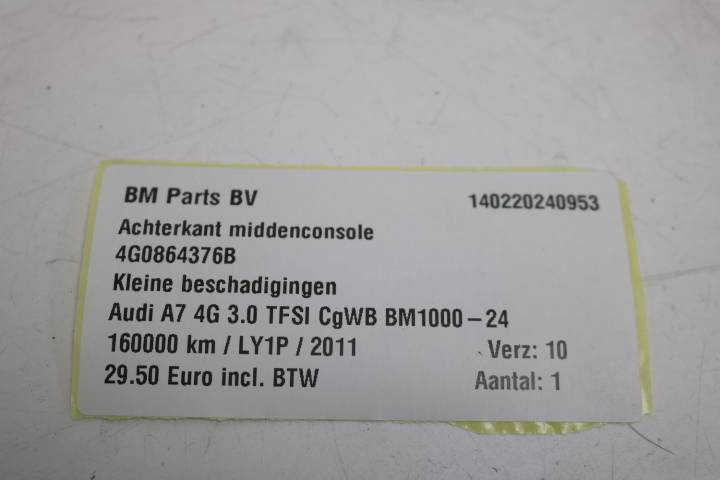 BM Parts BV 140220240953
Achterkant middenconsole
4G0864376B
Kleine beschadigingen
Audi A7 4G 3.0 TFSI CgWB BM1000-24
160000 km / LY1P / 2011 Verz: 10
29.50 Euro incl. BTW Aantal: 1